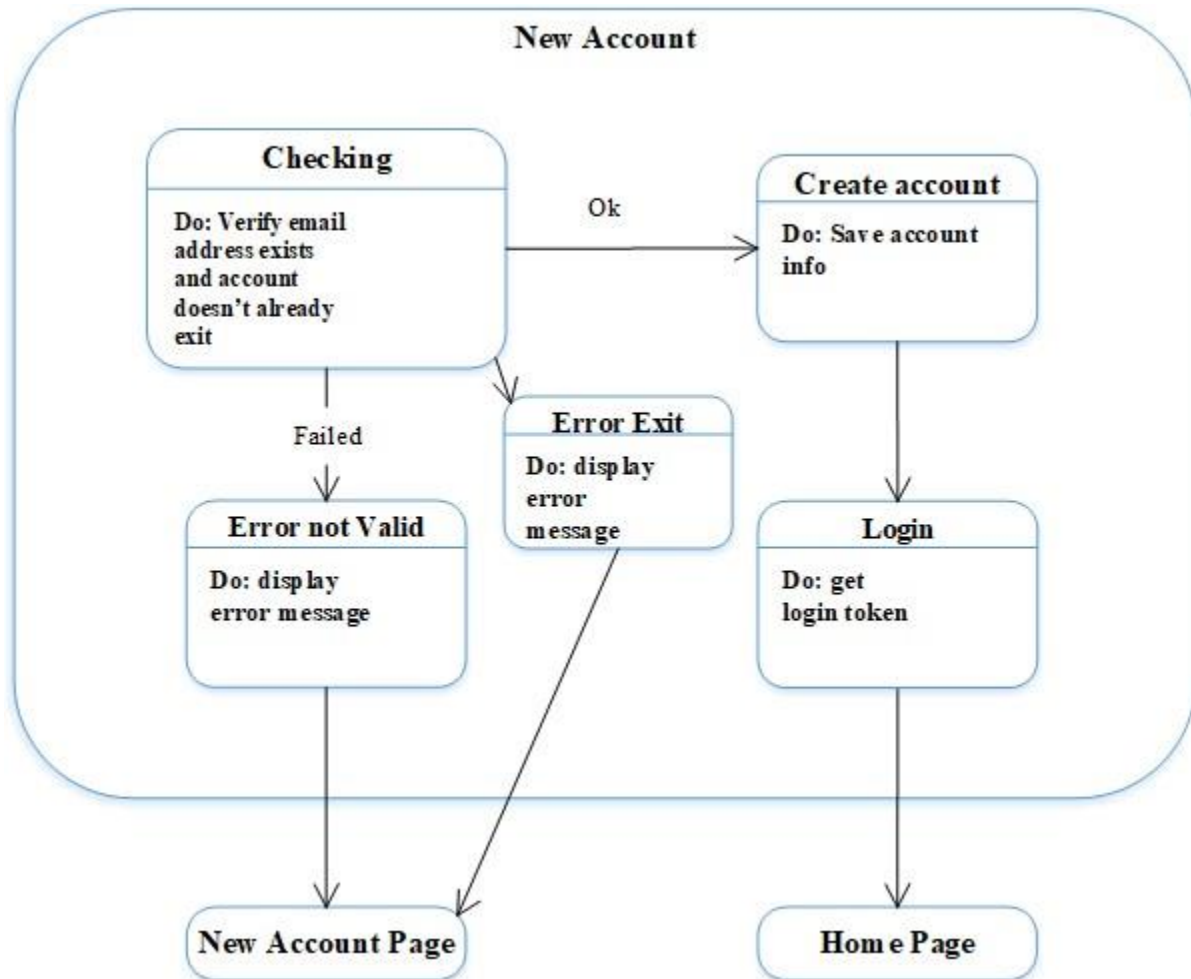 New Account
Checking
Do: Verify email
address exists
and account
doesn't already
exit
Ok
Create account
Do: Save account
info
Failed
Error Exit
Do: display
error
message
Error not Valid
Do: display
error message
Login
Do: get
login token
New Account Page
Home Page